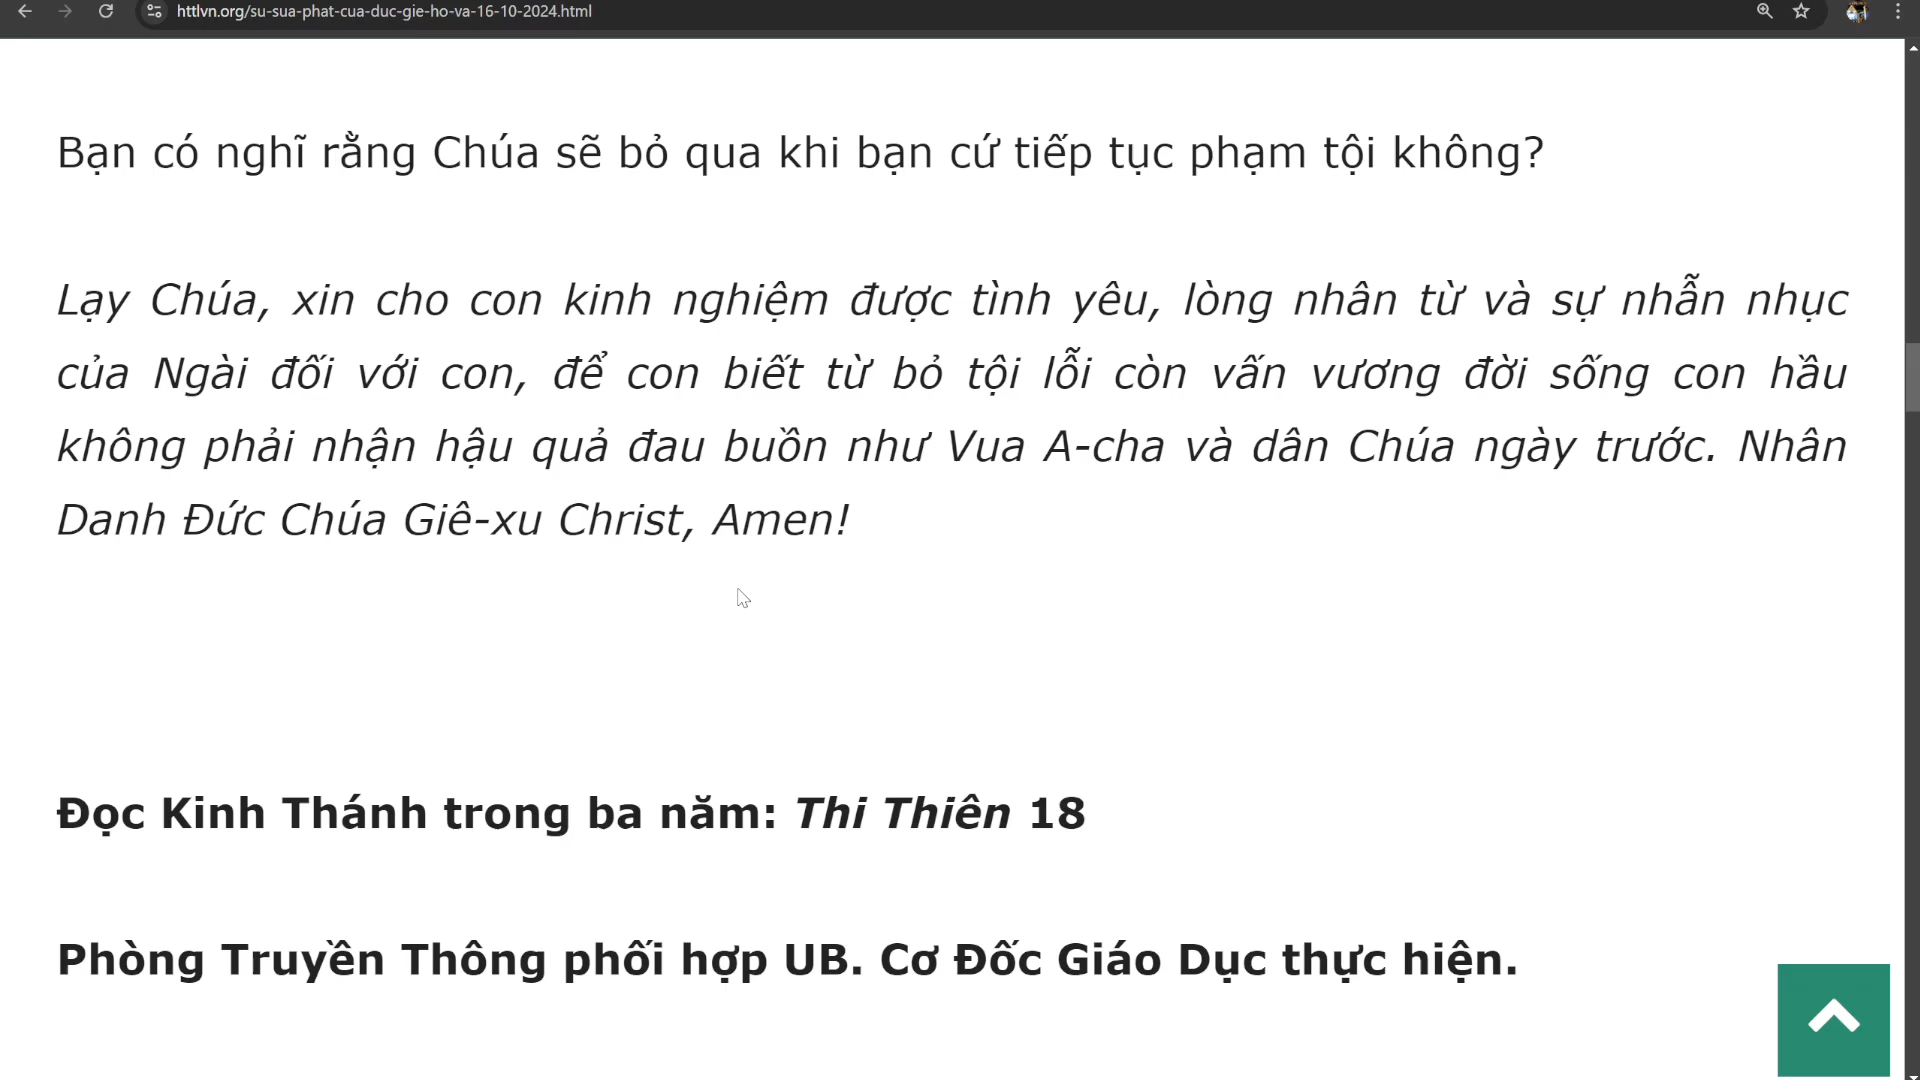 httlvn.org/su-sua-phat-cua-duc-gie-ho-va-16-10-2024.html
Bạn có nghĩ rằng Chúa sẽ bỏ qua khi bạn cứ tiếp tục phạm tội không?
Lạy Chúa, xin cho con kinh nghiệm được tình yêu, lòng nhân từ và sự nhẫn nhục
của Ngài đối với con, để con biết từ bỏ tội lỗi còn vấn vương đời sống con hầu
không phải nhận hậu quả đau buồn như Vua A-cha và dân Chúa ngày trước. Nhân
Danh Đức Chúa Giê-xu Christ, Amen!
Đọc Kinh Thánh trong ba năm: Thi Thiên 18
Phòng Truyền Thông phối hợp UB. Cơ Đốc Giáo Dục thực hiện.